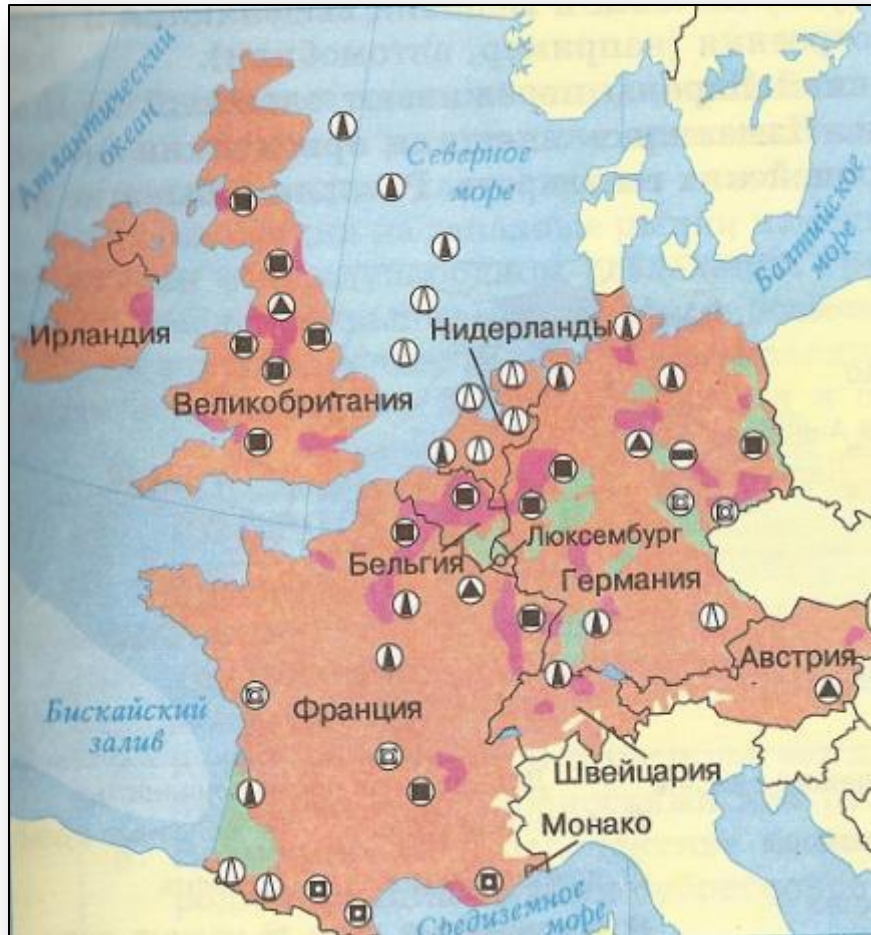 Атлантический
океан
Северное
море
Балтийское
море
Ирландия
Нидерланды
Великобритания
Люксембург
Бельгия
Германия
Австрия
Бискайский
залив
Франция
Швейцария
Монако
Средиземное
море